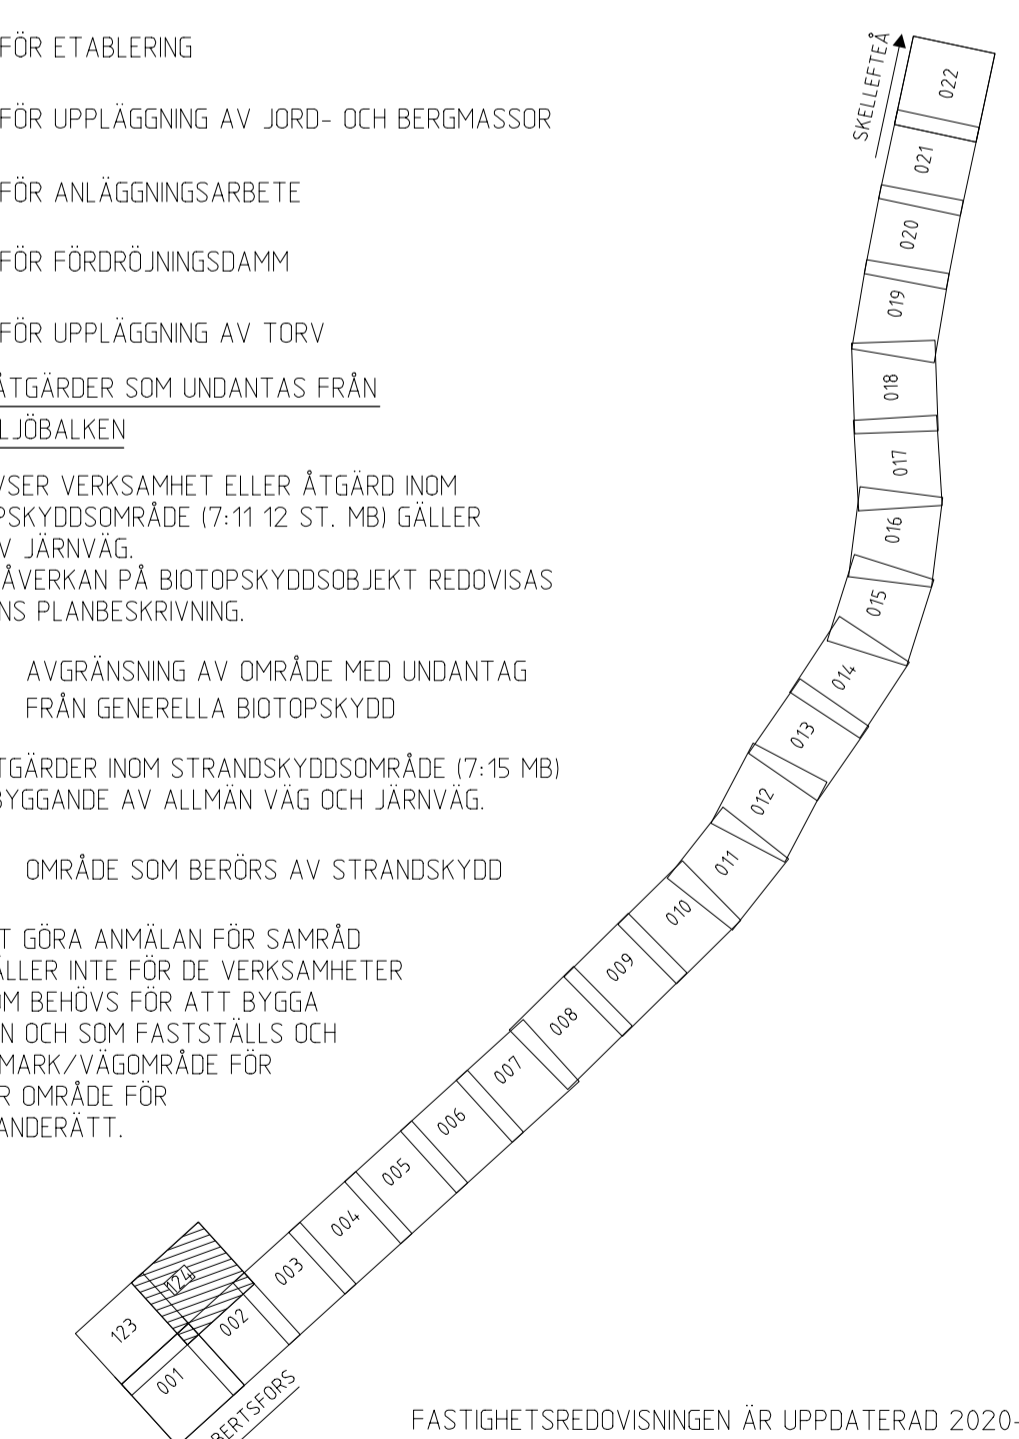 FÖR ETABLERING
FÖR UPPLÄGGNING AV JORD- OCH BERGMASSOR
FÖR ANLÄGGNINGSARBETE
FÖR FÖRDRÖJNINGSDAMM
FÖR UPPLÄGGNING AV TORV
ÅTGÄRDER SOM UNDANTAS FRÅN
LJÖBALKEN
VSER VERKSAMHET ELLER ÅTGÄRD INOM
PSKYDDSOMRÅDE (7:11 12 ST. MB) GÄLLER
V JÄRNVÄG.
ÅVERKAN PÅ BIOTOPSKYDDSOBJEKT REDOVISAS
NS PLANBESKRIVNING.
AVGRÄNSNING AV OMRÅDE MED UNDANTAG
FRÅN GENERELLA BIOTOPSKYDD
TGÄRDER INOM STRANDSKYDDSOMRÅDE (7:15 MB)
BYGGANDE AV ALLMÄN VÄG OCH JÄRNVÄG.
OMRÅDE SOM BERÖRS AV STRANDSKYDD
T GÖRA ANMÄLAN FÖR SAMRÅD
ÄLLER INTE FÖR DE VERKSAMHETER
OM BEHÖVS FÖR ATT BYGGA
N OCH SOM FASTSTÄLLS OCH
MARK/VÄGOMRÅDE FÖR
R OMRÅDE FÖR
ANDERÄTT.
SKELLEFTEÅ
022
021
020
019
018
017
016
015
014
013
012
011
010
009
008
007
006
005
004
003
124
002
123
001
BERTSFORS
FASTIGHETSREDOVISNINGEN ÄR UPPDATERAD 2020-